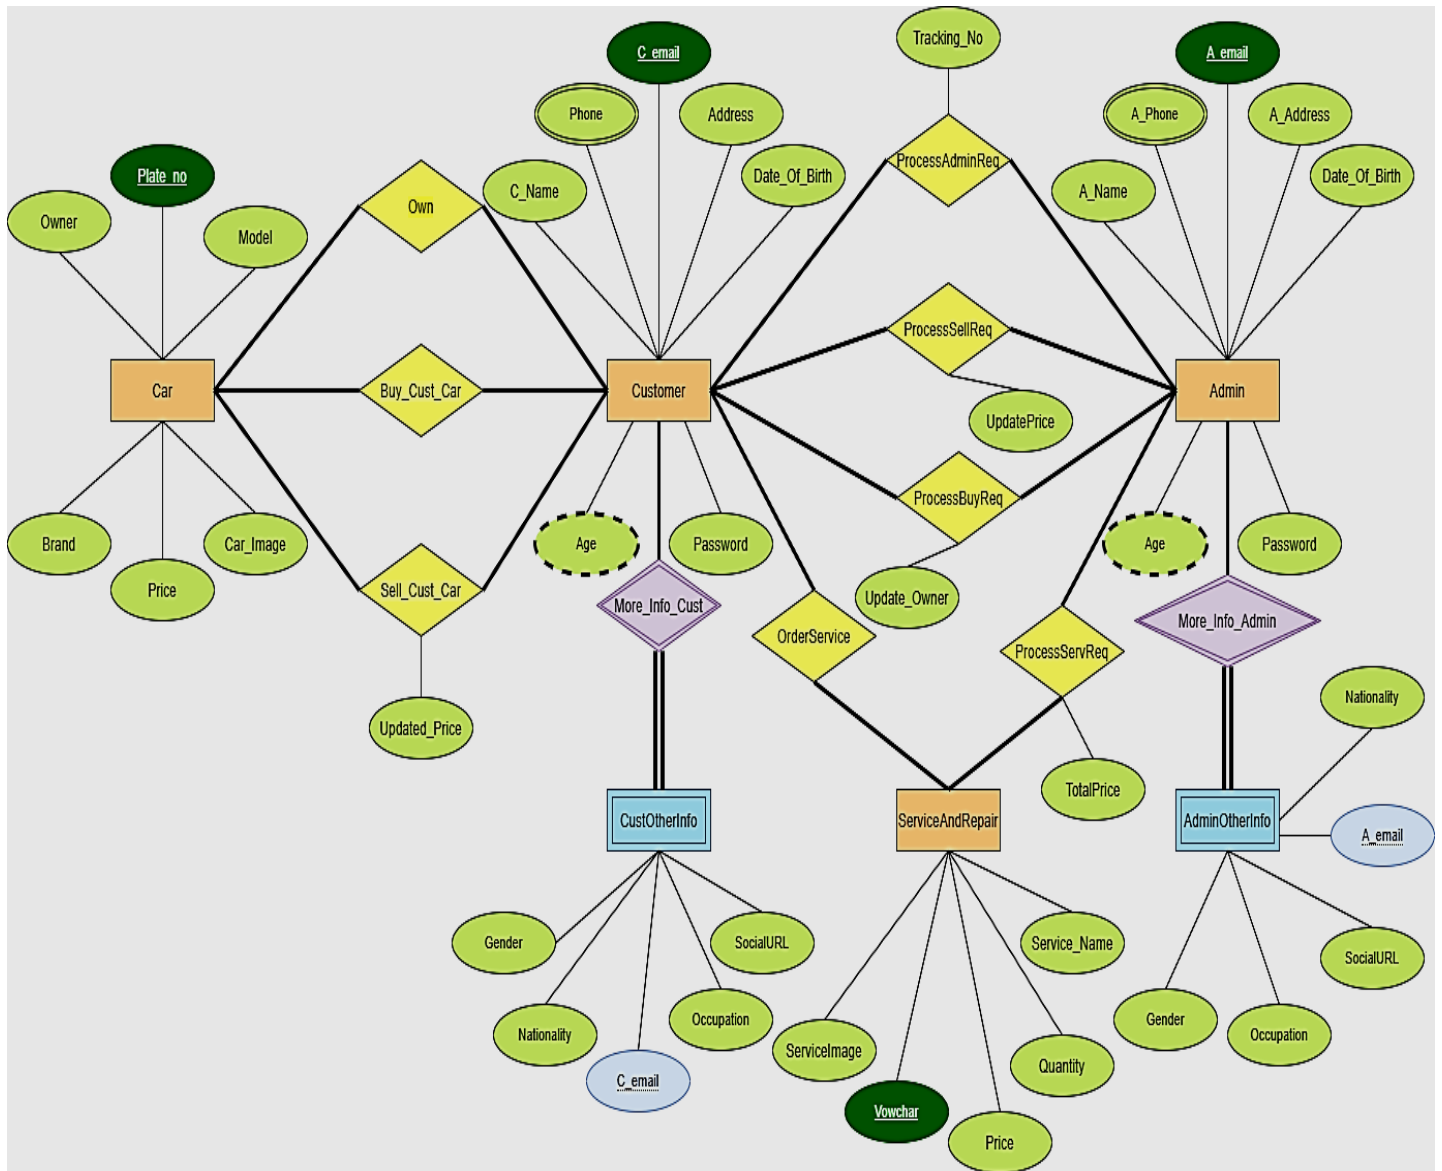 Tracking_No
C_email
A_email
Phone
Address
A_Phone
A_Address
ProcessAdminReq
Plate_no
C_Name
Date_Of_Birth
A_Name
Date_Of_Birth
Owner
Own
Model
ProcessSellReq
Car
Buy_Cust_Car
Customer
Admin
UpdatePrice
ProcessBuyReq
Brand
Car_Image
Age
Password
Age
Password
Price
Sell_Cust_Car
Update_Owner
More_Info_Cust
More_Info_Admin
OrderService
ProcessServReq
Nationality
Updated_Price
TotalPrice
CustOtherInfo
ServiceAndRepair
AdminOtherInfo
A_email
Gender
SocialURL
Service_Name
SocialURL
Nationality
Occupation
Gender
Occupation
ServiceImage
Quantity
C_email
Vowchar
Price